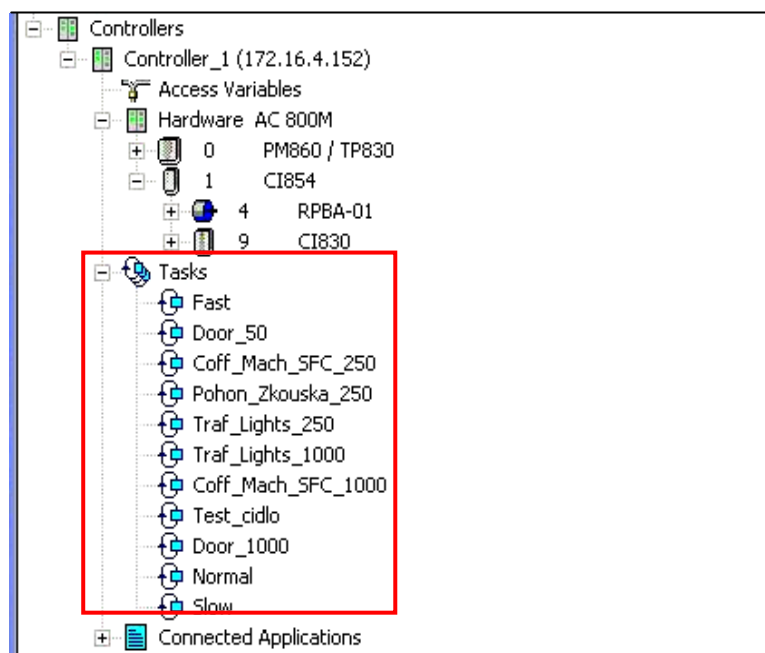 Controllers
Controller_1 (172.16.4.152)
Access Variables
Hardware AC 800M
0 PM860 / TP830
1 CI854
4 RPBA-01
9 CI830
Tasks
Fast
Door_50
Coff_Mach_SFC_250
Pohon_Zkouska_250
Traf_Lights_250
Traf_Lights_1000
Coff_Mach_SFC_1000
Test_cidlo
Door_1000
Normal
Slow
Connected Applications